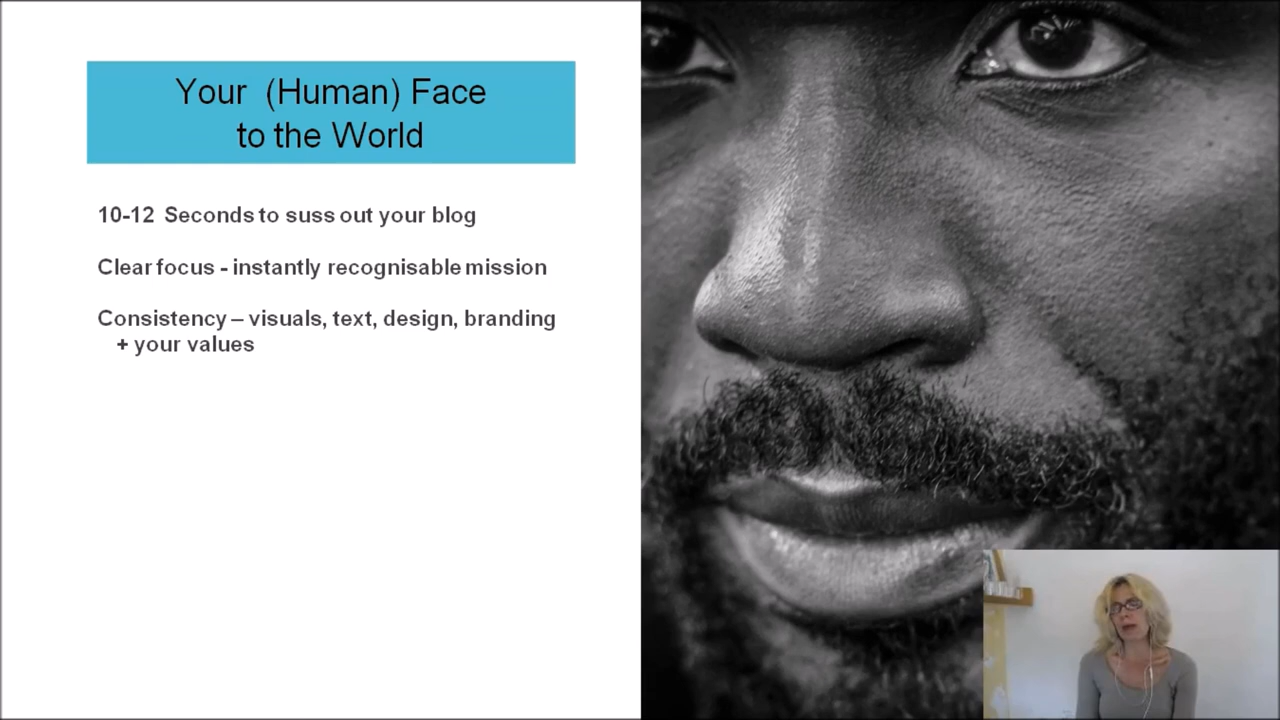 Your (Human) Face
to the World
10-12 Seconds to suss out your blog
Clear focus - instantly recognisable mission
Consistency – visuals, text, design, branding
+ your values